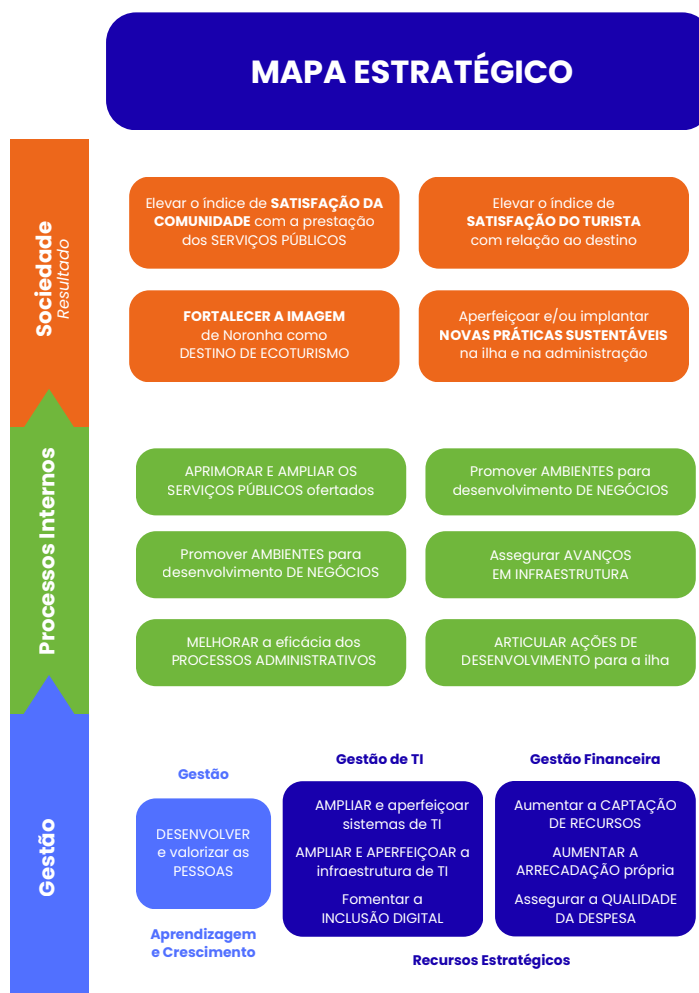 MAPA ESTRATÉGICO
Sociedade
Resultado
Elevar o índice de SATISFAÇÃO DA
COMUNIDADE com a prestação
dos SERVIÇOS PÚBLICOS
Elevar o índice de
SATISFAÇÃO DO TURISTA
com relação ao destino
FORTALECER A IMAGEM
de Noronha como
DESTINO DE ECOTURISMO
Aperfeiçoar e/ou implantar
NOVAS PRÁTICAS SUSTENTÁVEIS
na ilha e na administração
Processos Internos
APRIMORAR E AMPLIAR OS
SERVIÇOS PÚBLICOS ofertados
Promover AMBIENTES para
desenvolvimento DE NEGÓCIOS
Promover AMBIENTES para
desenvolvimento DE NEGÓCIOS
Assegurar AVANÇOS
EM INFRAESTRUTURA
MELHORAR a eficácia dos
PROCESSOS ADMINISTRATIVOS
ARTICULAR AÇÕES DE
DESENVOLVIMENTO para a ilha
Gestão
Gestão
DESENVOLVER
e valorizar as
PESSOAS
Aprendizagem
e Crescimento
Gestão de TI
AMPLIAR e aperfeiçoar
sistemas de TI
AMPLIAR E APERFEIÇOAR a
infraestrutura de TI
Fomentar a
INCLUSÃO DIGITAL
Gestão Financeira
Aumentar a CAPTAÇÃO
DE RECURSOS
AUMENTAR A
ARRECADAÇÃO própria
Assegurar a QUALIDADE
DA DESPESA
Recursos Estratégicos